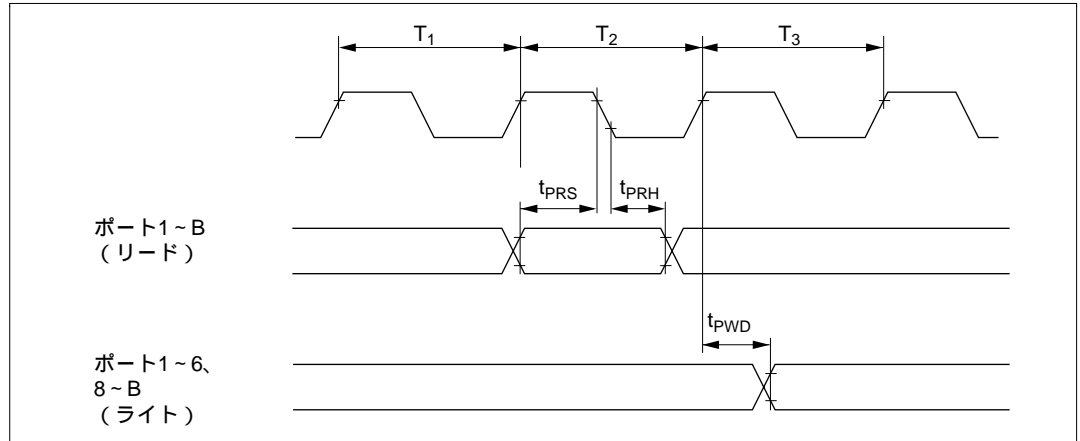 T1 T2 T3
tPRS tPRH
ポート1~B
(リード)
tPWD
ポート1~6、
8~B
(ライト)